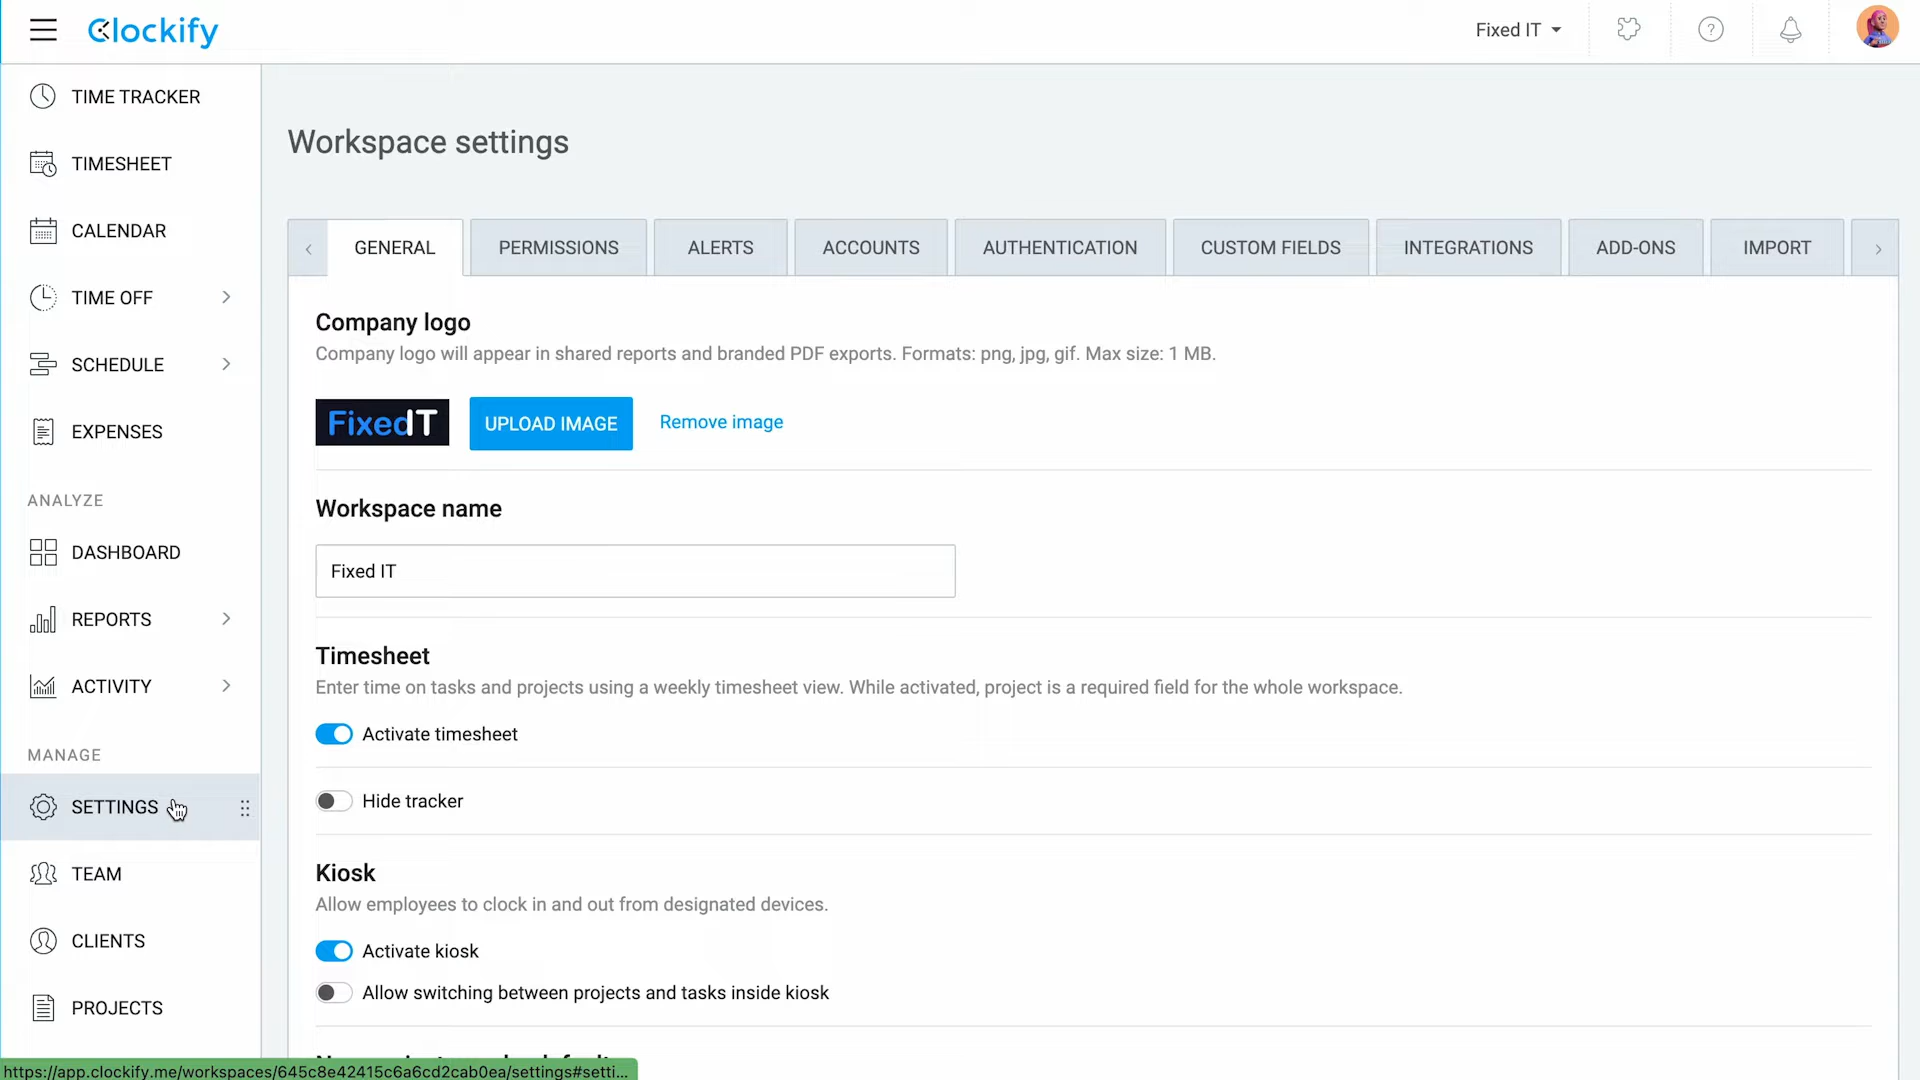 Clockify
Fixed IT
?
TIME TRACKER
TIMESHEET
CALENDAR
TIME OFF
SCHEDULE
EXPENSES
ANALYZE
DASHBOARD
REPORTS
ACTIVITY
MANAGE
SETTINGS
TEAM
CLIENTS
PROJECTS
Workspace settings
GENERAL
PERMISSIONS
ALERTS
ACCOUNTS
AUTHENTICATION
CUSTOM FIELDS
INTEGRATIONS
ADD-ONS
IMPORT
Company logo
Company logo will appear in shared reports and branded PDF exports. Formats: png, jpg, gif. Max size: 1 MB.
FixedIT
UPLOAD IMAGE
Remove image
Workspace name
Fixed IT
Timesheet
Enter time on tasks and projects using a weekly timesheet view. While activated, project is a required field for the whole workspace.
Activate timesheet
Hide tracker
Kiosk
Allow employees to clock in and out from designated devices.
Activate kiosk
Allow switching between projects and tasks inside kiosk
https://app.clockify.me/workspaces/645c8e42415c6a6cd2cab0ea/settings#setti...